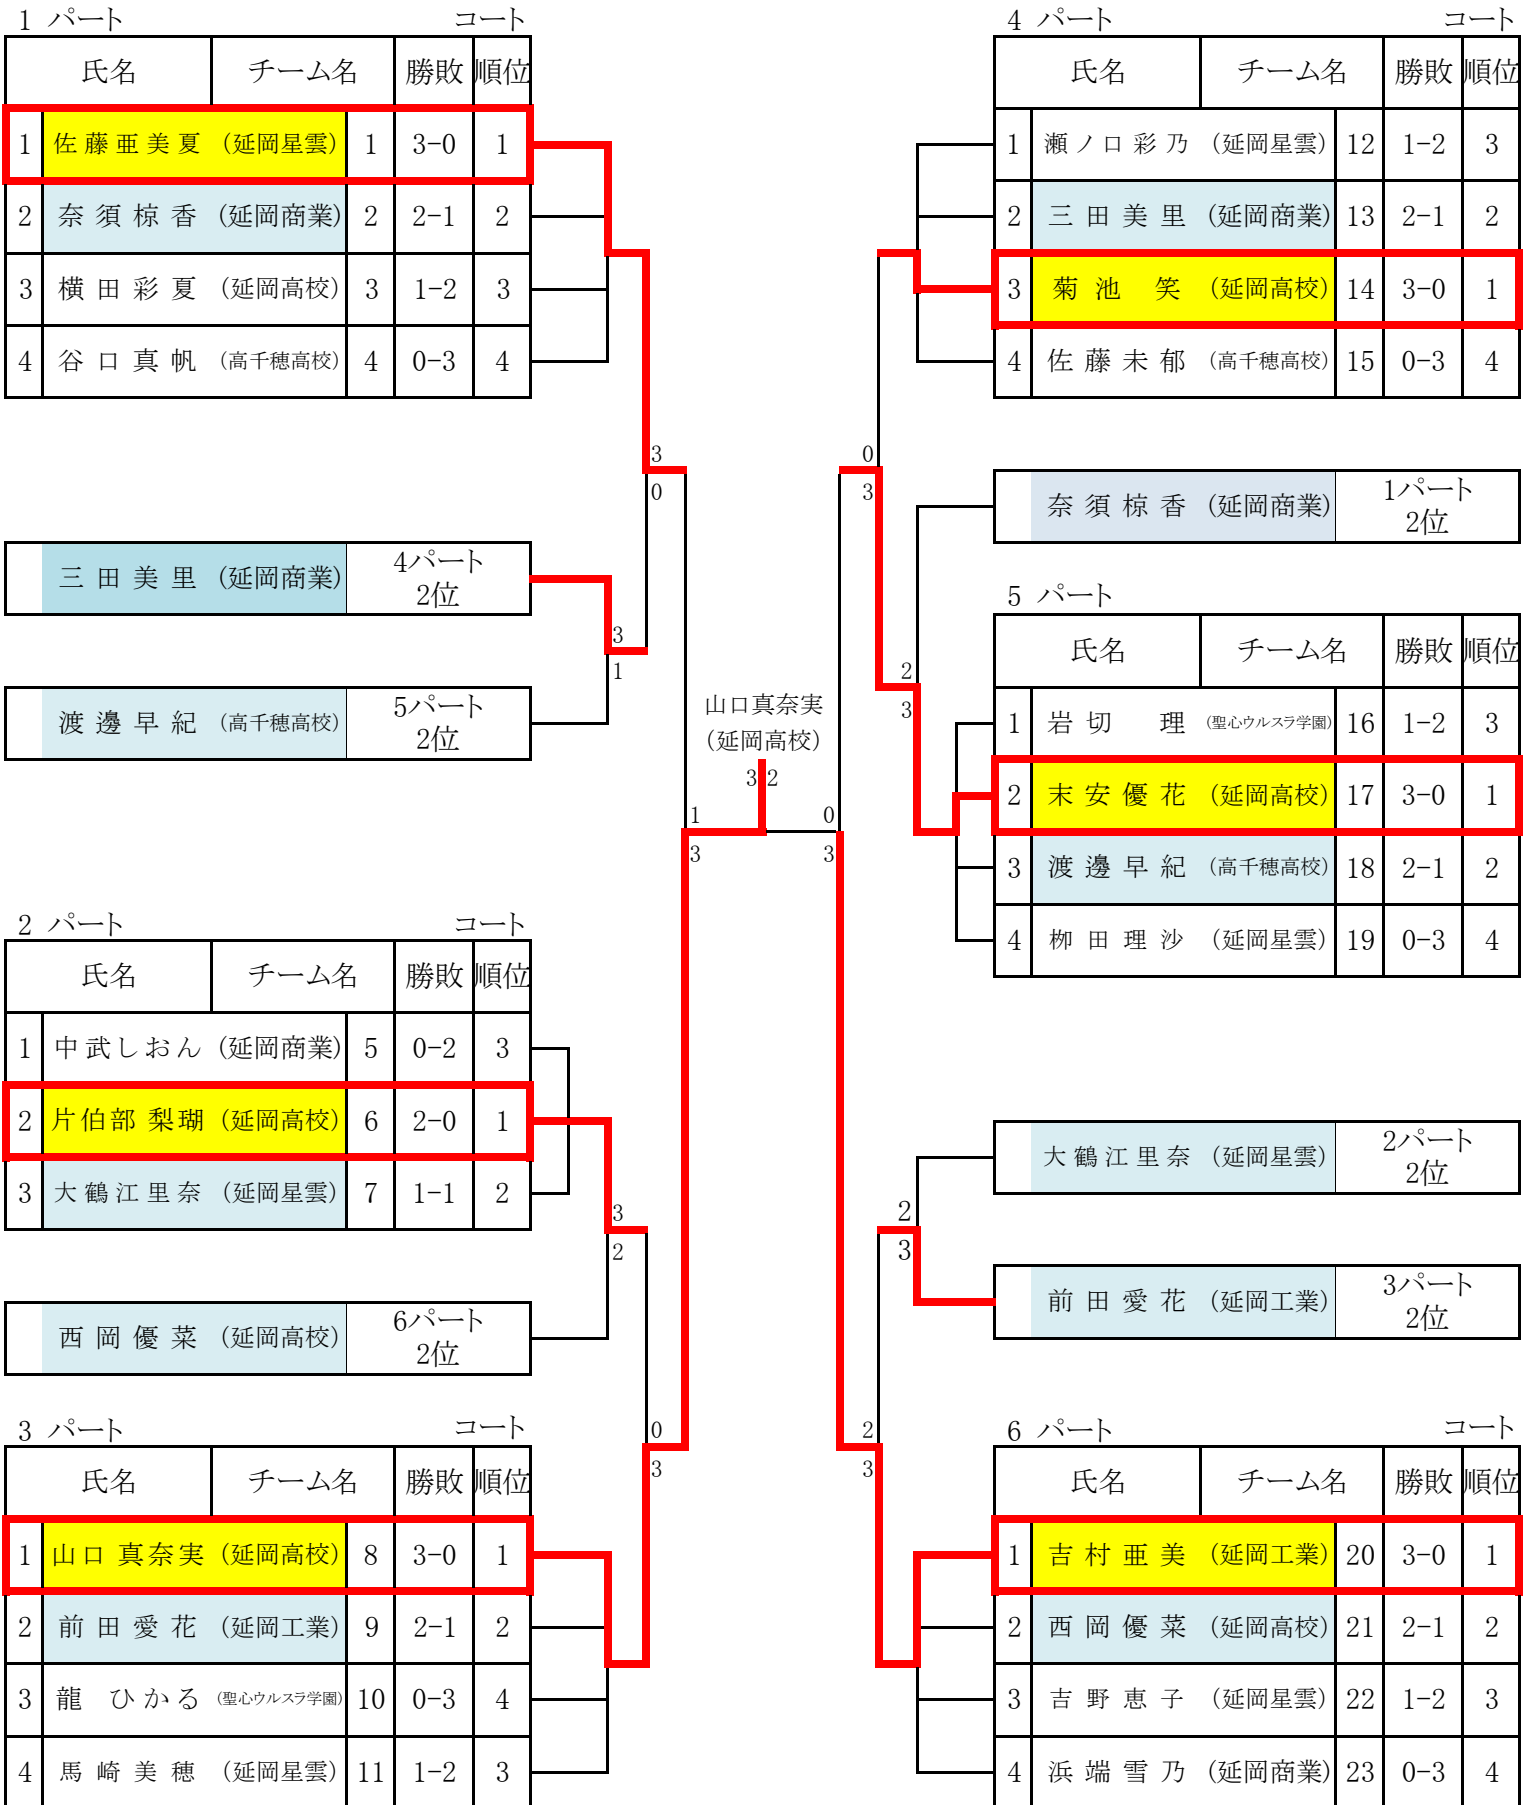 1 パート コート
氏名 チーム名 勝敗 順位
1 佐藤亜美夏 (延岡星雲) 1 3-0 1
2 奈須椋香 (延岡商業) 2 2-1 2
3 横田彩夏 (延岡高校) 3 1-2 3
4 谷口真帆 (高千穂高校) 4 0-3 4
3
0
三田美里 (延岡商業) 4パート
2位
3
1
渡邊早紀 (高千穂高校) 5パート
2位
山口真奈実
(延岡高校)
3 2
1
3
0
3
2 パート コート
氏名 チーム名 勝敗 順位
1 中武しおん (延岡商業) 5 0-2 3
2 片伯部 梨瑚 (延岡高校) 6 2-0 1
3 大鶴江里奈 (延岡星雲) 7 1-1 2
3
2
西岡優菜 (延岡高校) 6パート
2位
3 パート コート
0
3
氏名 チーム名 勝敗 順位
1 山口 真奈実 (延岡高校) 8 3-0 1
2 前田愛花 (延岡工業) 9 2-1 2
3 龍 ひかる (聖心ウルスラ学園) 10 0-3 4
4 馬崎美穂 (延岡星雲) 11 1-2 3
4 パート コート
氏名 チーム名 勝敗 順位
1 瀬ノ口彩乃 (延岡星雲) 12 1-2 3
2 三田美里 (延岡商業) 13 2-1 2
3 菊池 笑 (延岡高校) 14 3-0 1
4 佐藤未郁 (高千穂高校) 15 0-3 4
0
3
奈須椋香 (延岡商業) 1パート
2位
5 パート
氏名 チーム名 勝敗 順位
2
3
1 岩切 理 (聖心ウルスラ学園) 16 1-2 3
2 末安優花 (延岡高校) 17 3-0 1
3 渡邊早紀 (高千穂高校) 18 2-1 2
4 栁田理沙 (延岡星雲) 19 0-3 4
大鶴江里奈 (延岡星雲) 2パート
2位
2
3
前田愛花 (延岡工業) 3パート
2位
6 パート コート
2
3
氏名 チーム名 勝敗 順位
1 吉村亜美 (延岡工業) 20 3-0 1
2 西岡優菜 (延岡高校) 21 2-1 2
3 吉野恵子 (延岡星雲) 22 1-2 3
4 浜端雪乃 (延岡商業) 23 0-3 4